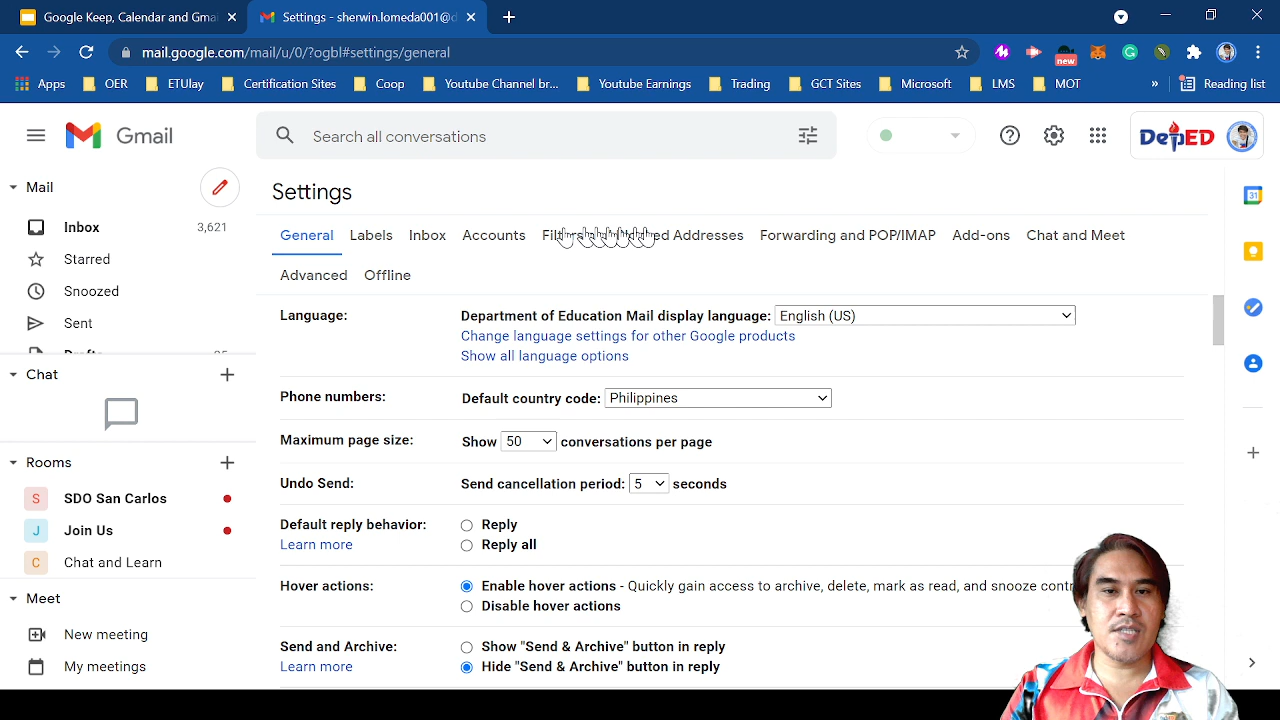 Google Keep, Calendar and Gmai
Settings - sherwin.lomeda001@d
mail.google.com/mail/u/0/?ogbl#settings/general
new
Apps OER ETUlay Certification Sites Coop Youtube Channel br... Youtube Earnings Trading GCT Sites Microsoft LMS MOT » Reading list
Gmail
Search all conversations
DepED
Mail
Inbox 3,621
Starred
Snoozed
Sent
Drafts
Chat
Rooms
S SDO San Carlos
J Join Us
C Chat and Learn
Meet
New meeting
My meetings
Settings
General Labels Inbox Accounts Filters and Blocked Addresses Forwarding and POP/IMAP Add-ons Chat and Meet
Advanced Offline
Language: Department of Education Mail display language: English (US)
Change language settings for other Google products
Show all language options
Phone numbers: Default country code: Philippines
Maximum page size: Show 50 conversations per page
Undo Send: Send cancellation period: 5 seconds
Default reply behavior: Reply
Learn more Reply all
Hover actions: Enable hover actions - Quickly gain access to archive, delete, mark as read, and snooze
Disable hover actions
Send and Archive: Show "Send & Archive" button in reply
Learn more Hide "Send & Archive" button in reply
31